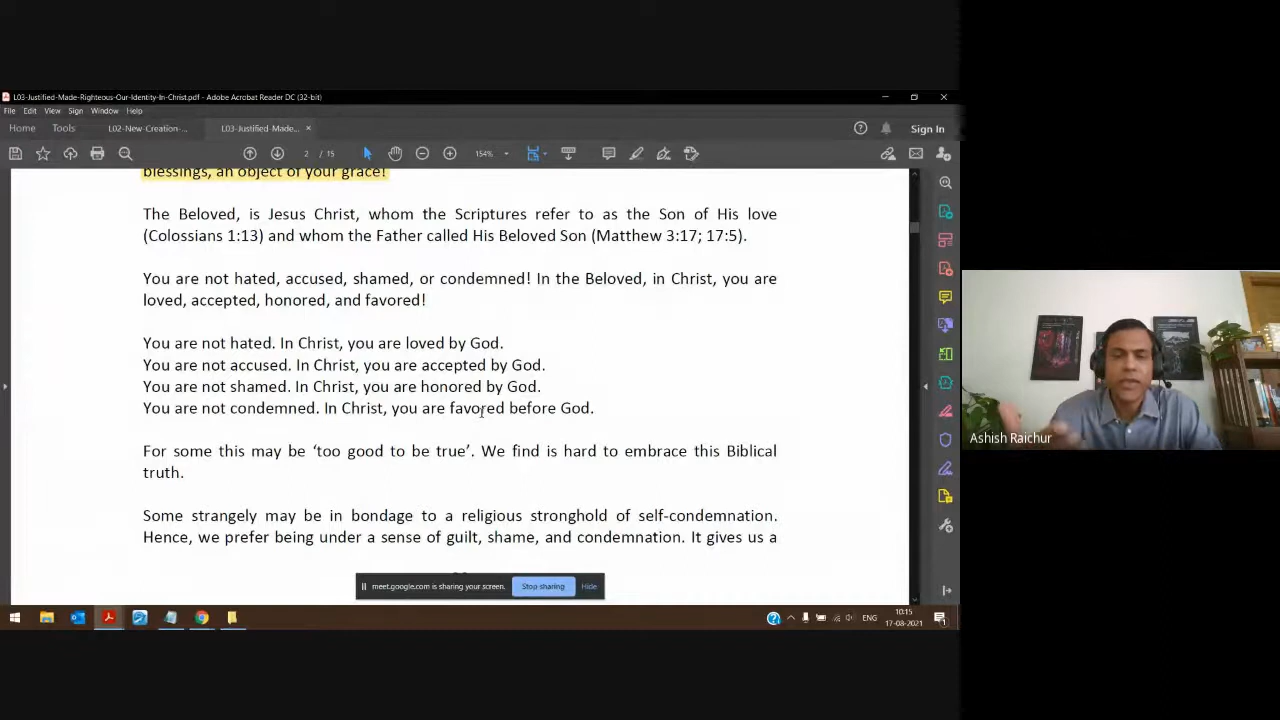 L03-Justified-Made-Righteous-Our-Identity-In-Christ.pdf - Adobe Acrobat Reader DC (32-bit)
File Edit View Sign Window Help
Home Tools L02-New-Creation-... L03-Justified-Made... × Sign In
2 / 15 154%
blessings, an object of your grace!
The Beloved, is Jesus Christ, whom the Scriptures refer to as the Son of His love
(Colossians 1:13) and whom the Father called His Beloved Son (Matthew 3:17; 17:5).
You are not hated, accused, shamed, or condemned! In the Beloved, in Christ, you are
loved, accepted, honored, and favored!
You are not hated. In Christ, you are loved by God.
You are not accused. In Christ, you are accepted by God.
You are not shamed. In Christ, you are honored by God.
You are not condemned. In Christ, you are favored before God.
For some this may be ‘too good to be true’. We find is hard to embrace this Biblical
truth.
Some strangely may be in bondage to a religious stronghold of self-condemnation.
Hence, we prefer being under a sense of guilt, shame, and condemnation. It gives us a
meet.google.com is sharing your screen. Stop sharing Hide
Ashish Raichur
ENG
10:15
17-08-2021